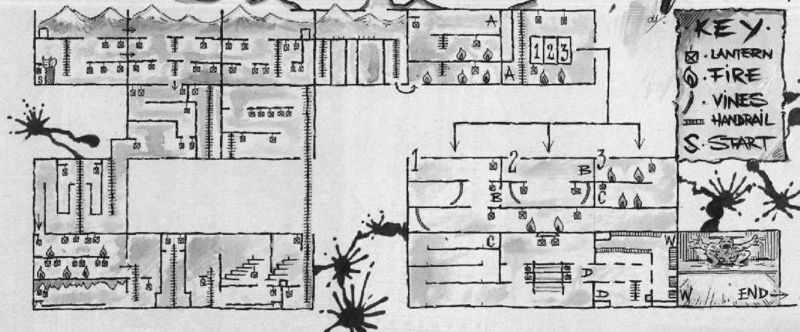 KEY.
LANTERN
FIRE
VINES
HANDRAIL
S. START
A
1 2 3
A
S
1 2 3
B
B
C
C
D
D
W
W
END